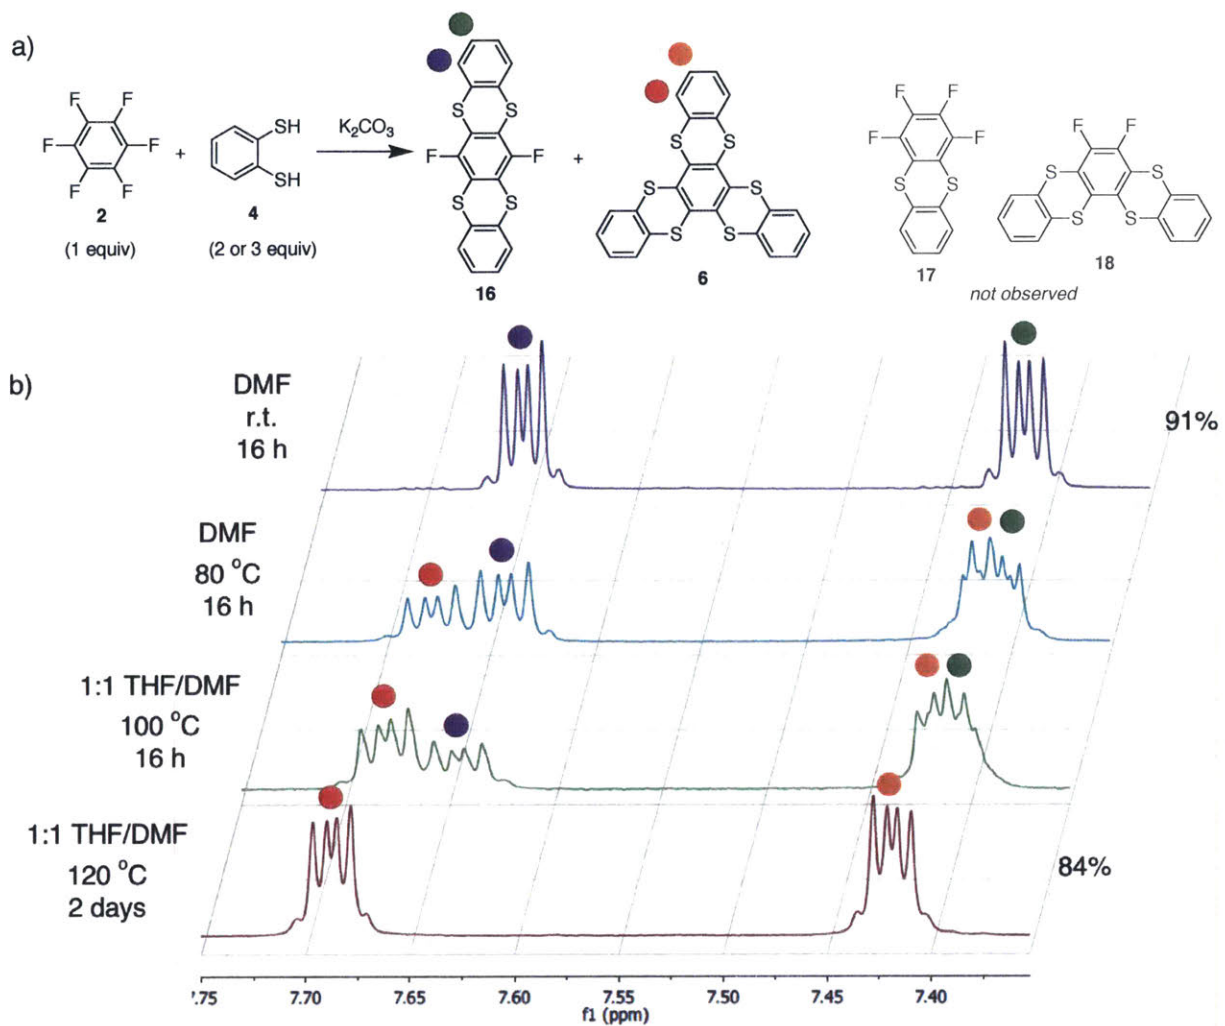 a)
F
F
F
F
F
F
2
(1 equiv)
+
SH
SH
4
(2 or 3 equiv)
K2CO3
S
S
F
F
S
S
16
+
S
S
S
S
S
S
6
F
F
F
F
S
S
17
F
F
S
S
S
S
18
not observed
b)
DMF
r.t.
16 h
91%
DMF
80 °C
16 h
1:1 THF/DMF
100 °C
16 h
1:1 THF/DMF
120 °C
2 days
84%
'.75 7.70 7.65 7.60 7.55 7.50 7.45 7.40
f1 (ppm)